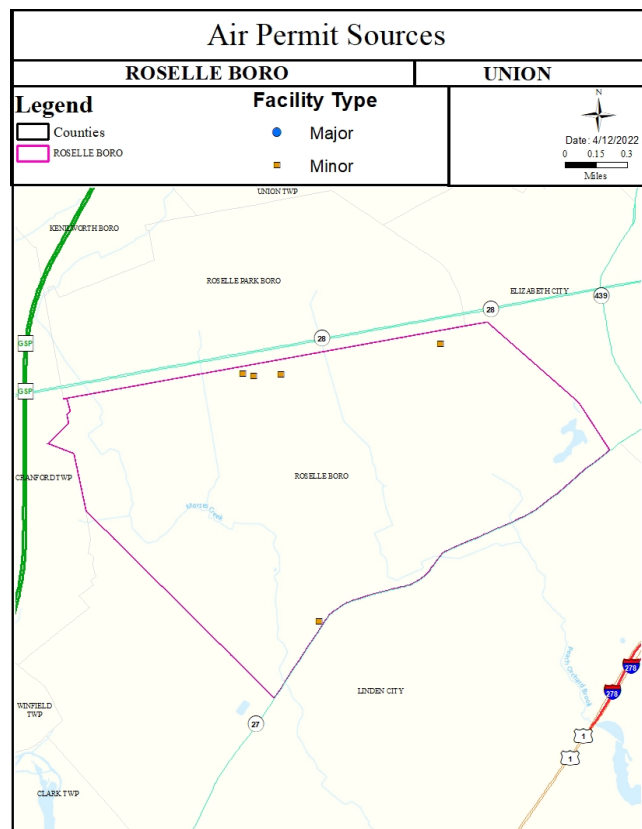 Air Permit Sources
ROSELLE BORO
UNION
Legend
Counties
ROSELLE BORO
Facility Type
Major
Minor
N
Date: 4/12/2022
0 0.15 0.3
Miles
UNION TWP
KENILWORTH BORO
ROSELLE PARK BORO
ELIZABETH CITY
439
28
28
GSP
GSP
CRANFORD TWP
ROSELLE BORO
Morses Creek
LINDEN CITY
278
278
WINFIELD
TWP
27
1
1
CLARK TWP